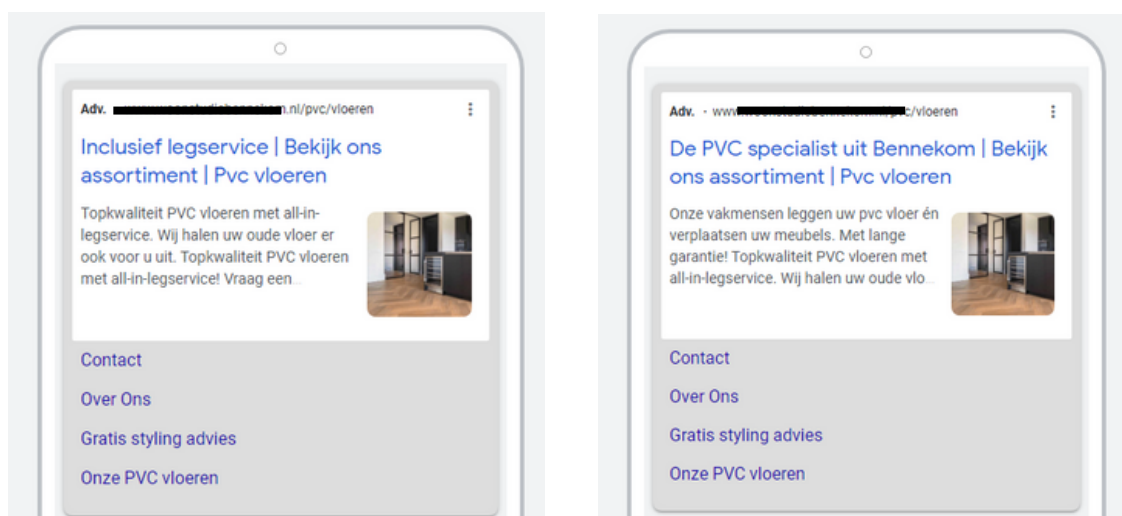 Adv.
.nl/pvc/vloeren
Inclusief legservice | Bekijk ons
assortiment | Pvc vloeren
Topkwaliteit PVC vloeren met all-in-
legservice. Wij halen uw oude vloer er
ook voor u uit. Topkwaliteit PVC vloeren
met all-in-legservice! Vraag een...
Contact
Over Ons
Gratis styling advies
Onze PVC vloeren
Adv. · www
/vloeren
De PVC specialist uit Bennekom | Bekijk
ons assortiment | Pvc vloeren
Onze vakmensen leggen uw pvc vloer én
verplaatsen uw meubels. Met lange
garantie! Topkwaliteit PVC vloeren met
all-in-legservice. Wij halen uw oude vlo...
Contact
Over Ons
Gratis styling advies
Onze PVC vloeren